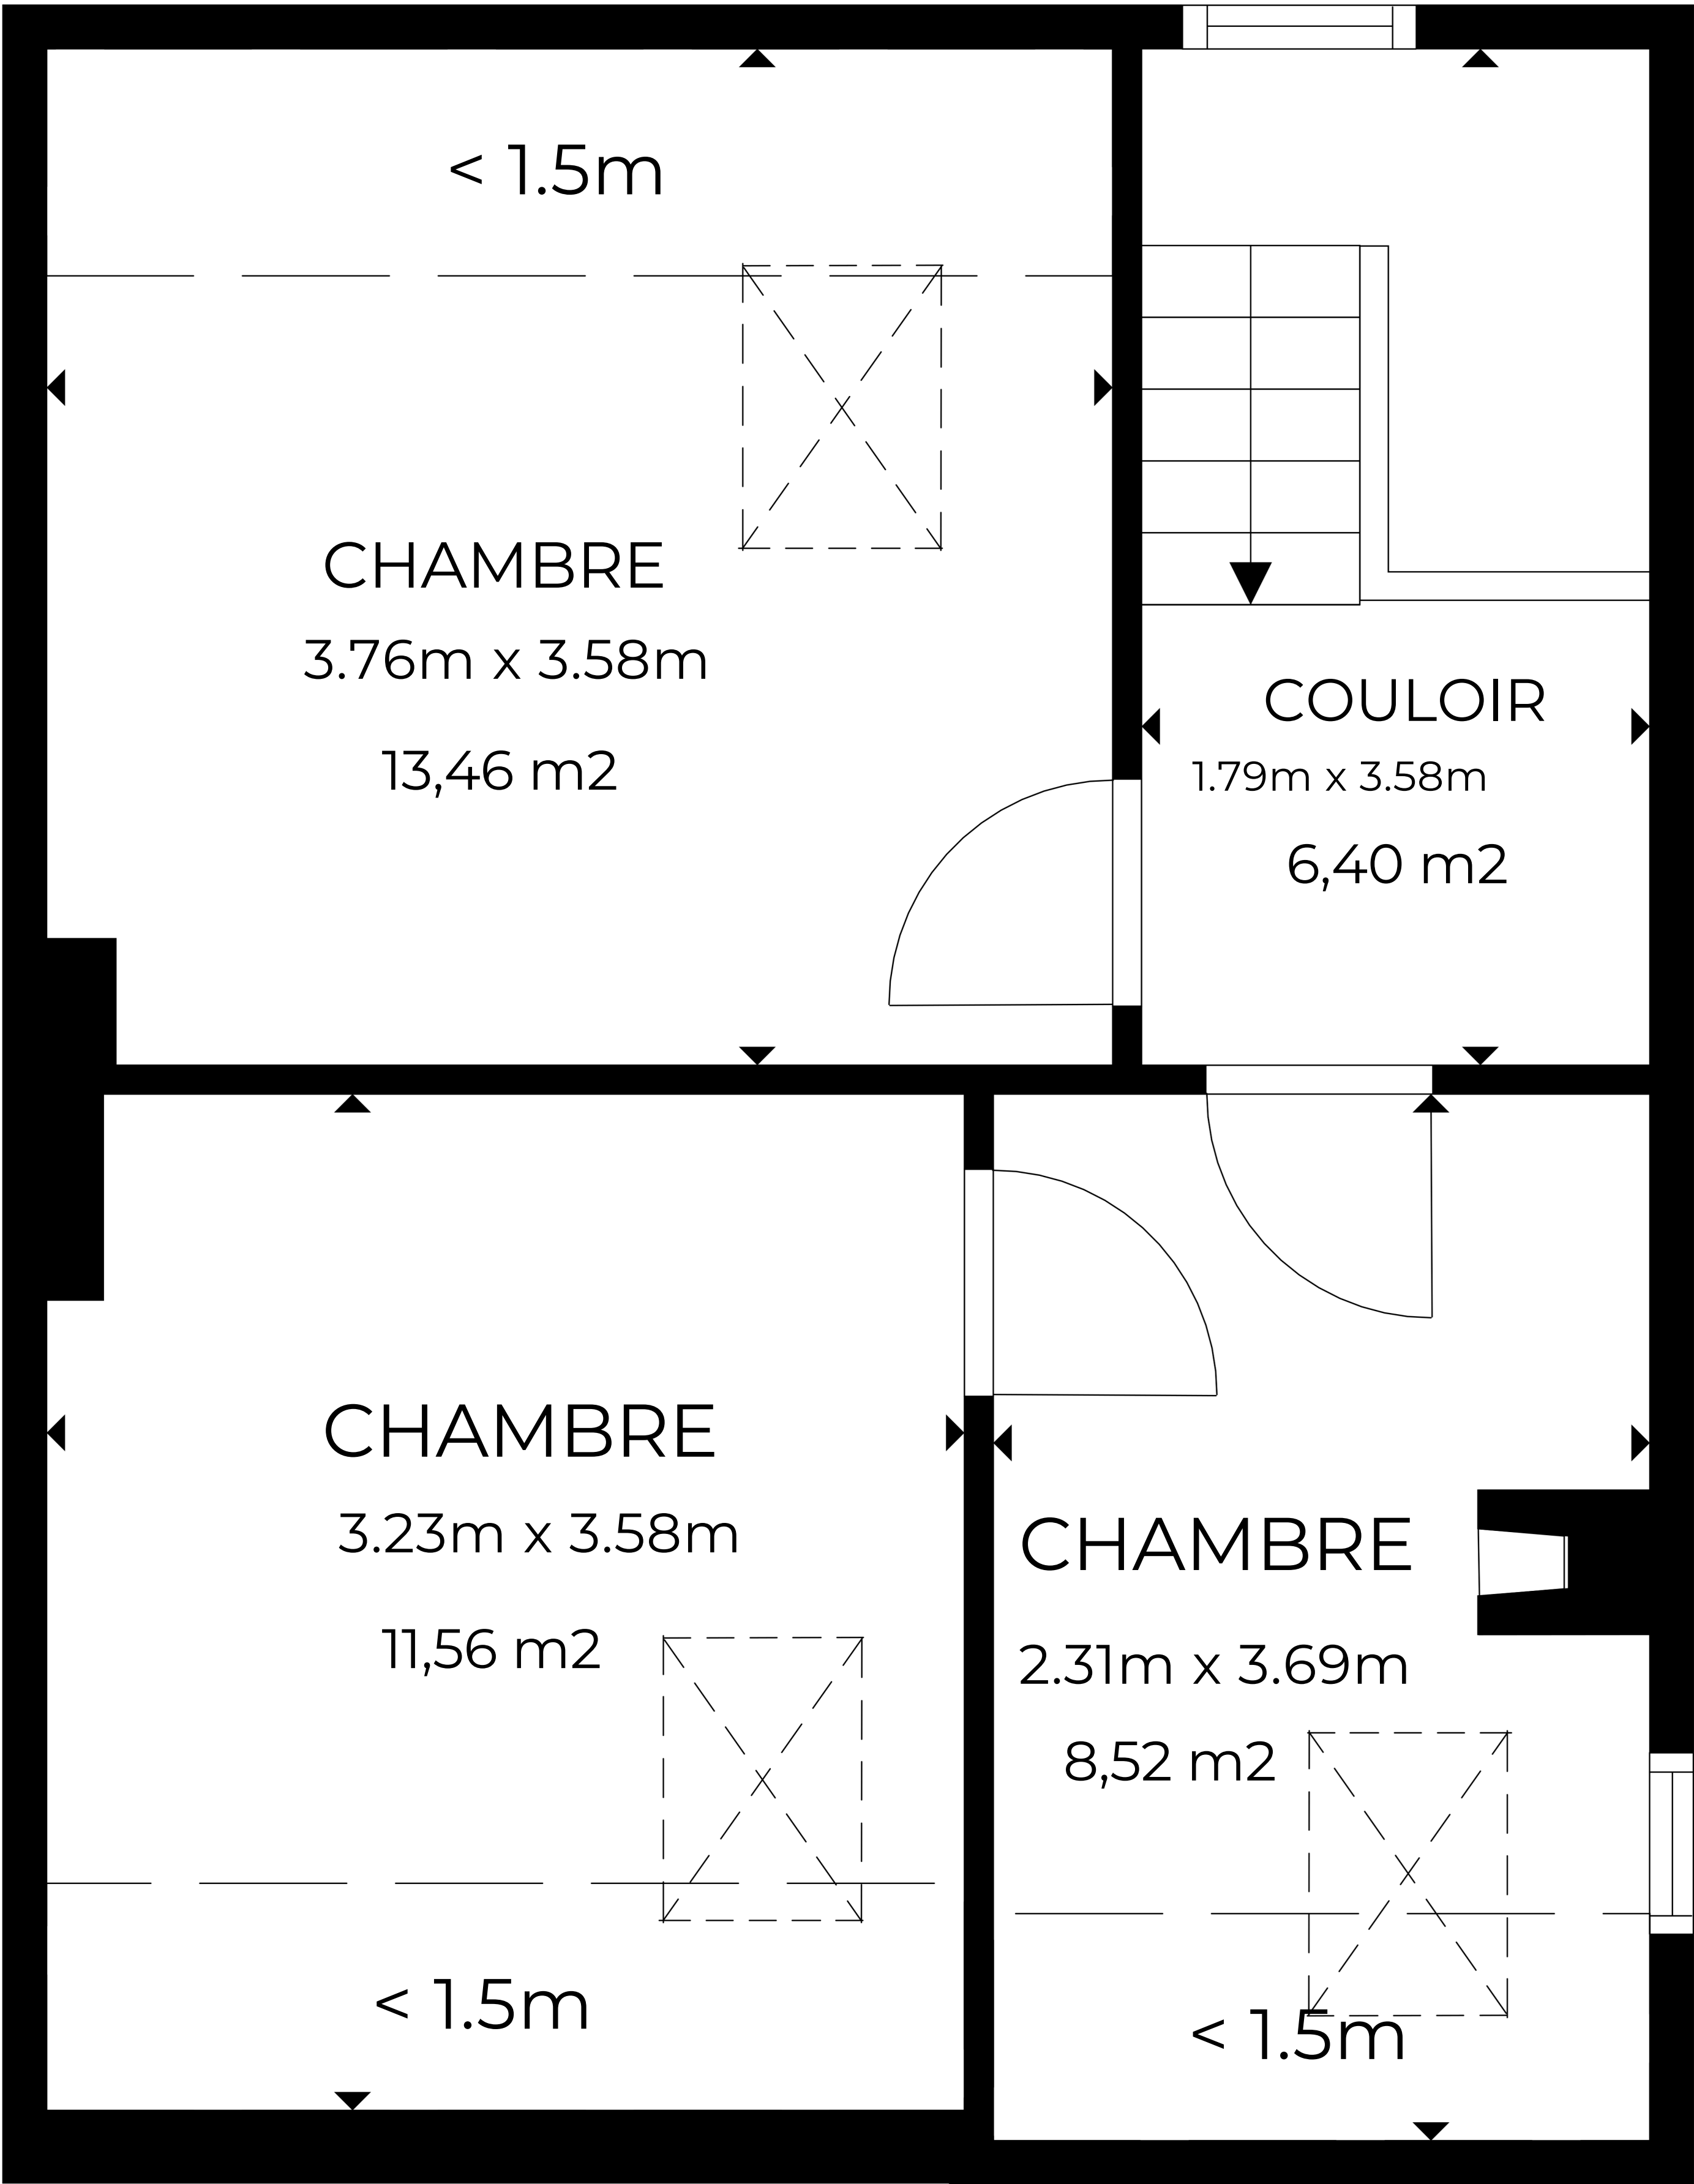 < 1.5m
CHAMBRE
3.76m x 3.58m
13,46 m2
COULOIR
1.79m x 3.58m
6,40 m2
CHAMBRE
3.23m x 3.58m
11,56 m2
< 1.5m
CHAMBRE
2.31m x 3.69m
8,52 m2
< 1.5m